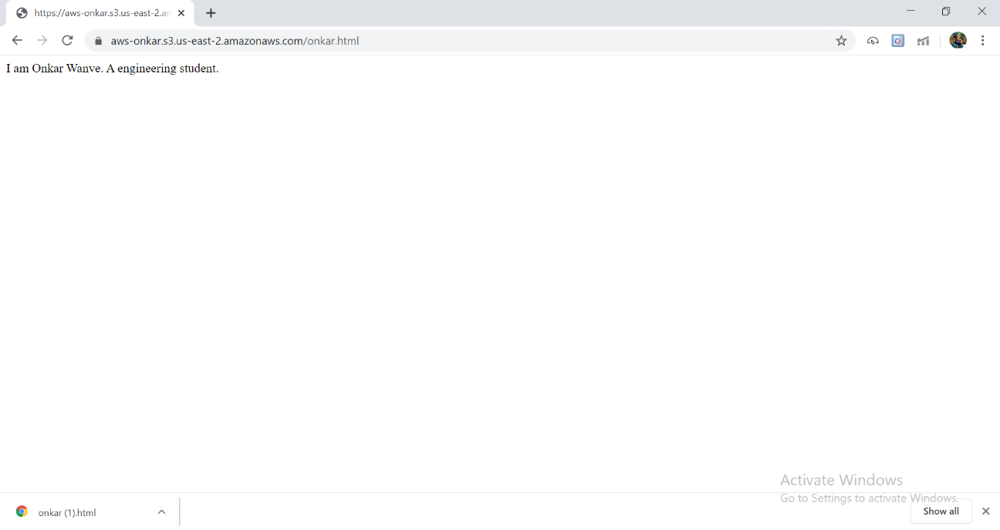 https://aws-onkar.s3.us-east-2.an
aws-onkar.s3.us-east-2.amazonaws.com/onkar.html
I am Onkar Wanve. A engineering student.
Activate Windows
Go to Settings to activate Windows.
onkar (1).html
Show all